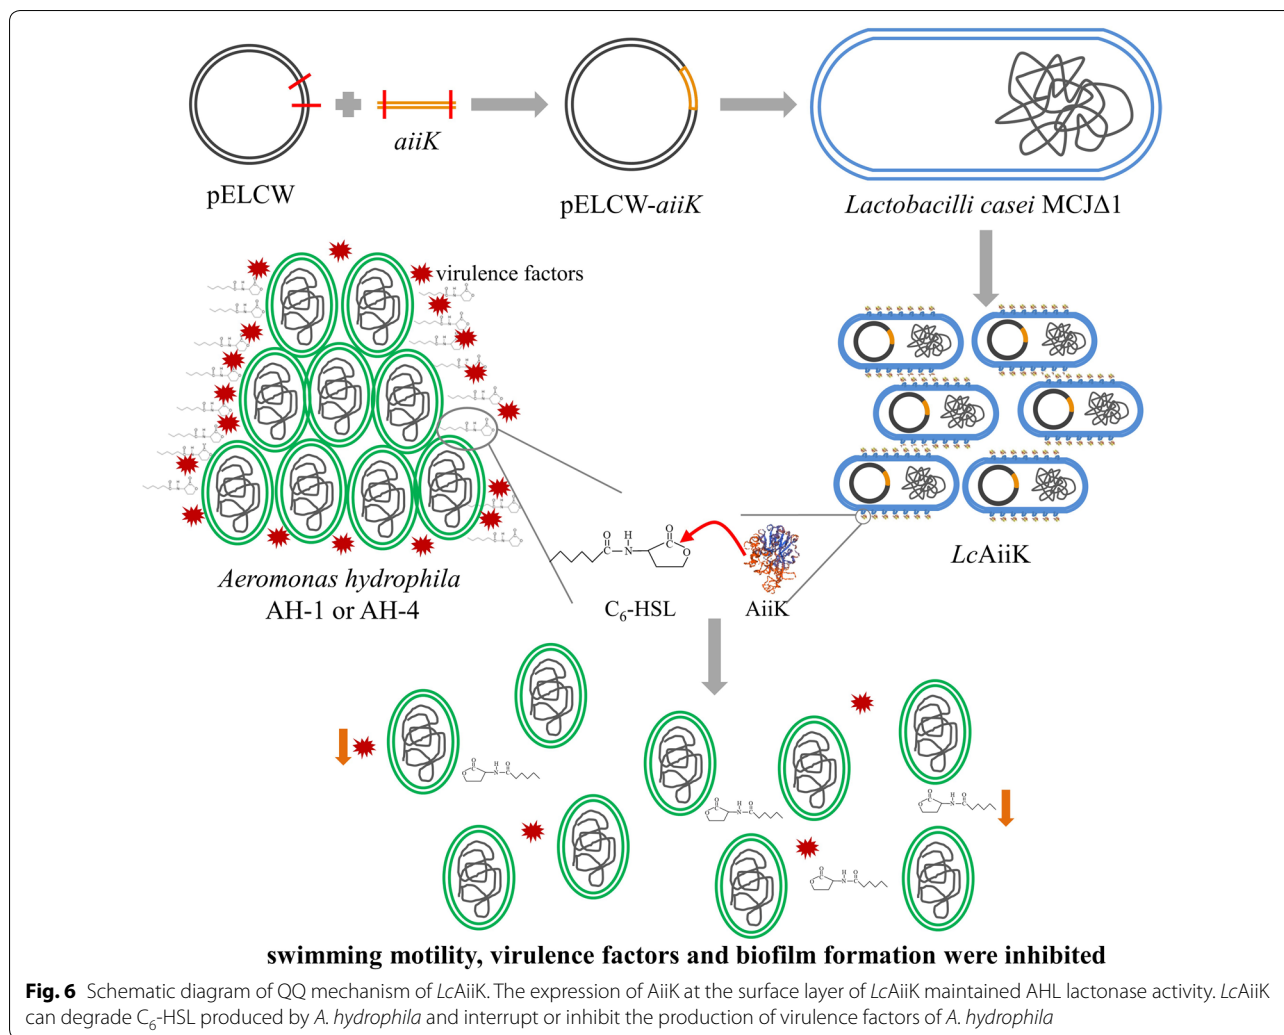 aiiK
pELCW
pELCW-aiiK
Lactobacilli casei MCJΔ1
virulence factors
Aeromonas hydrophila
AH-1 or AH-4
O
N
H
O
O
C6-HSL
AiiK
LcAiiK
swimming motility, virulence factors and biofilm formation were inhibited
Fig. 6 Schematic diagram of QQ mechanism of LcAiiK. The expression of AiiK at the surface layer of LcAiiK maintained AHL lactonase activity. LcAiiK
can degrade C6-HSL produced by A. hydrophila and interrupt or inhibit the production of virulence factors of A. hydrophila